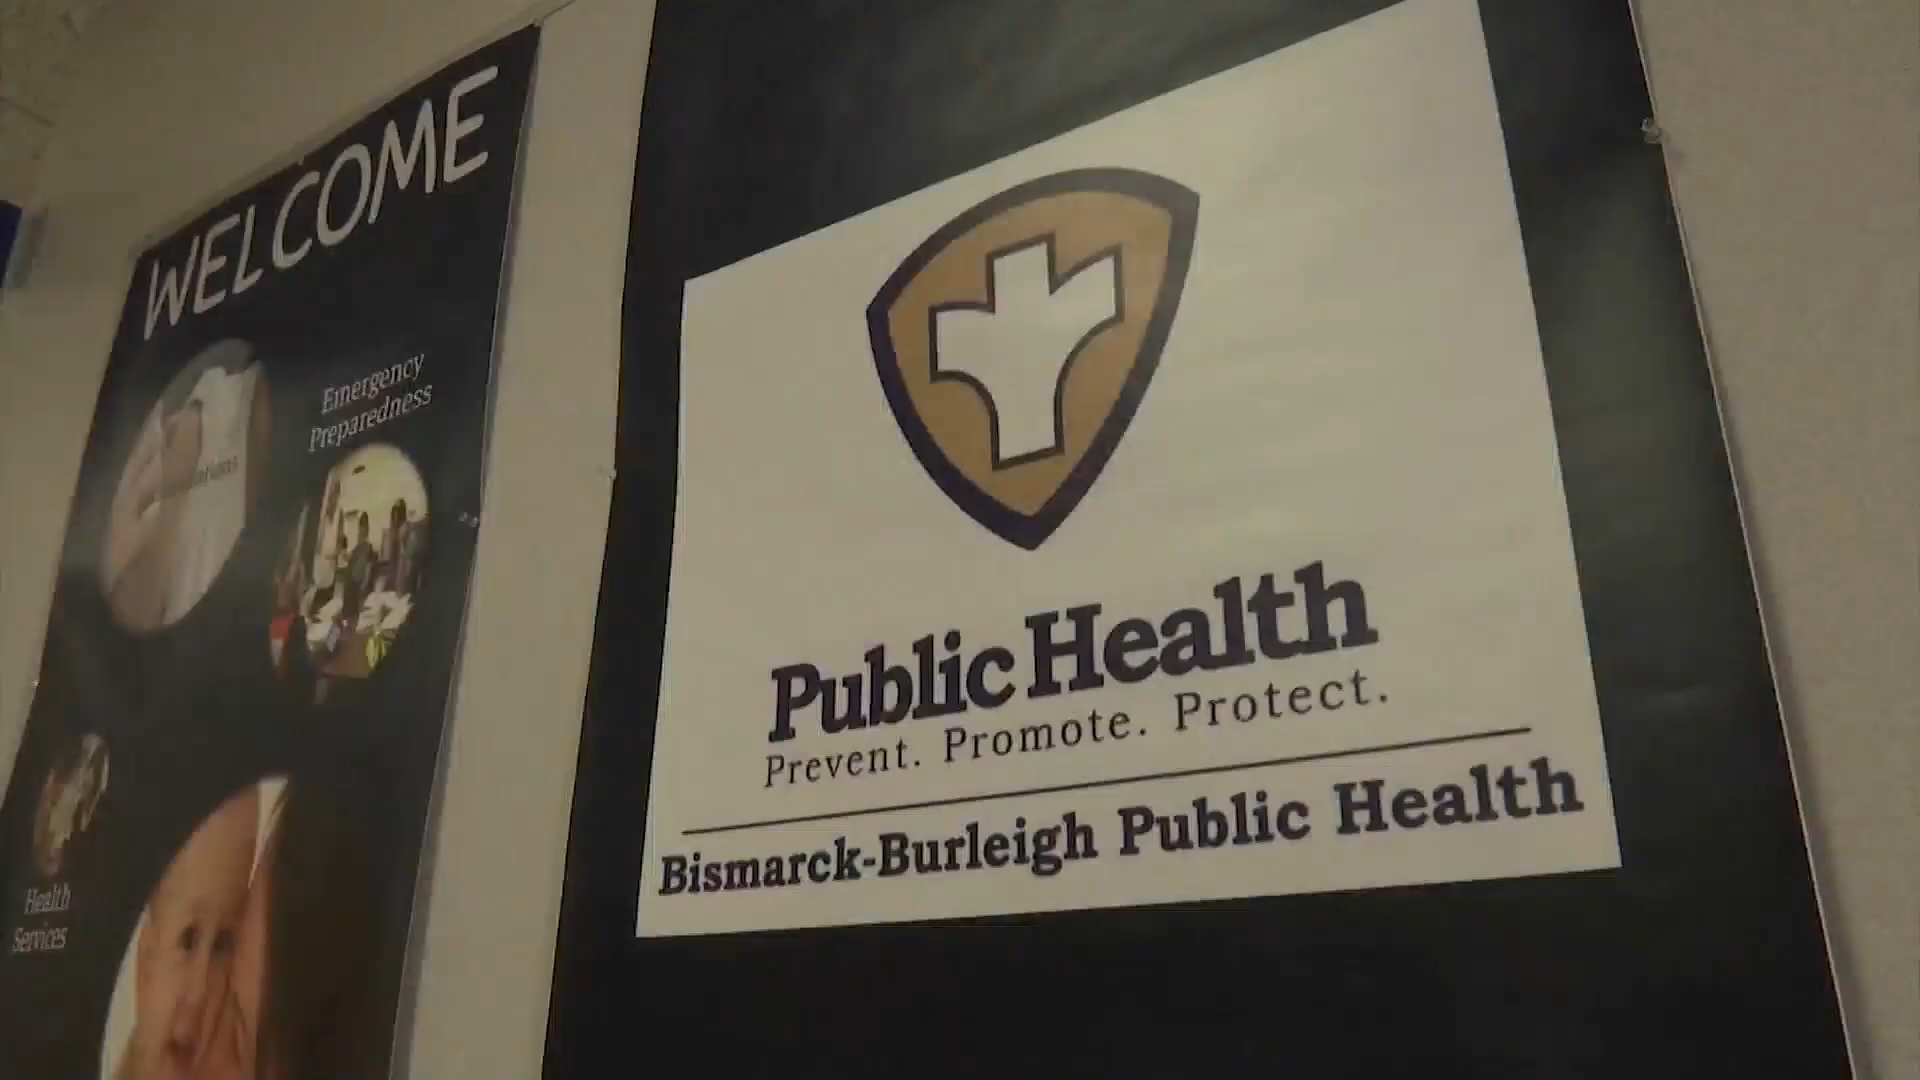 WELCOME
Emergency
Preparedness
Health
Services
Public Health
Prevent. Promote. Protect.
Bismarck-Burleigh Public Health